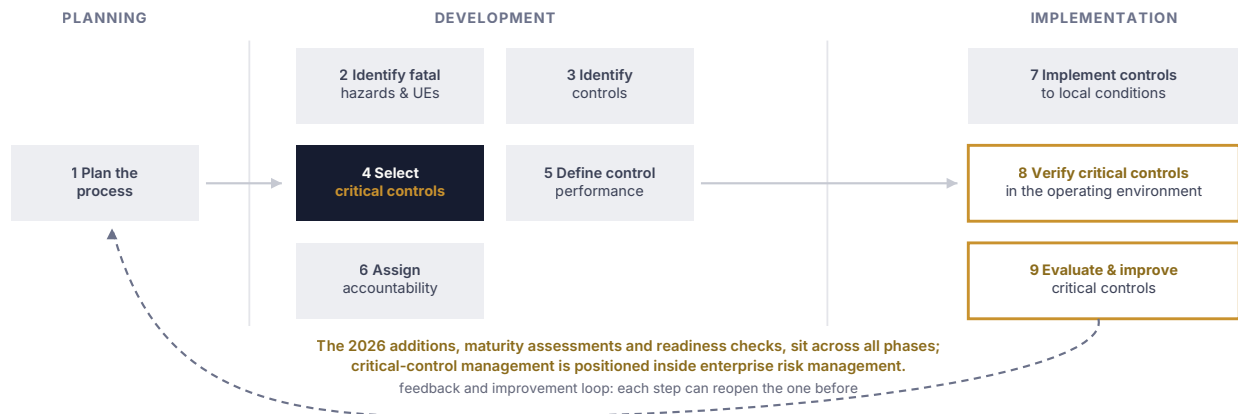 PLANNING
DEVELOPMENT
IMPLEMENTATION
2 Identify fatal
hazards & UEs
3 Identify
controls
7 Implement controls
to local conditions
1 Plan the
process
4 Select
critical controls
5 Define control
performance
8 Verify critical controls
in the operating environment
6 Assign
accountability
9 Evaluate & improve
critical controls
The 2026 additions, maturity assessments and readiness checks, sit across all phases;
critical-control management is positioned inside enterprise risk management.
feedback and improvement loop: each step can reopen the one before